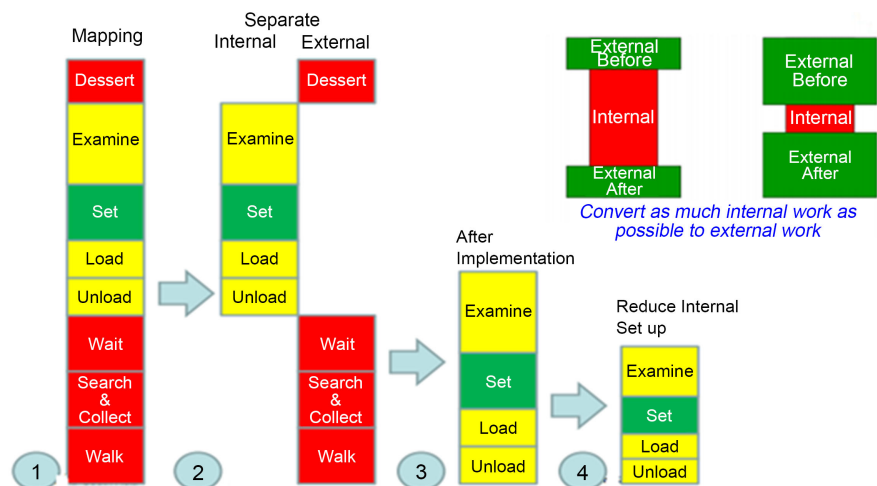 Mapping
Dessert
Examine
Set
Load
Unload
Wait
Search
&
Collect
Walk
1
Separate
Internal External
Dessert
Examine
Set
Load
Unload
Wait
Search
&
Collect
Walk
2
After
Implementation
Examine
Set
Load
Unload
3
Reduce Internal
Set up
Examine
Set
Load
Unload
4
External
Before
Internal
External
After
External
Before
Internal
External
After
Convert as much internal work as
possible to external work